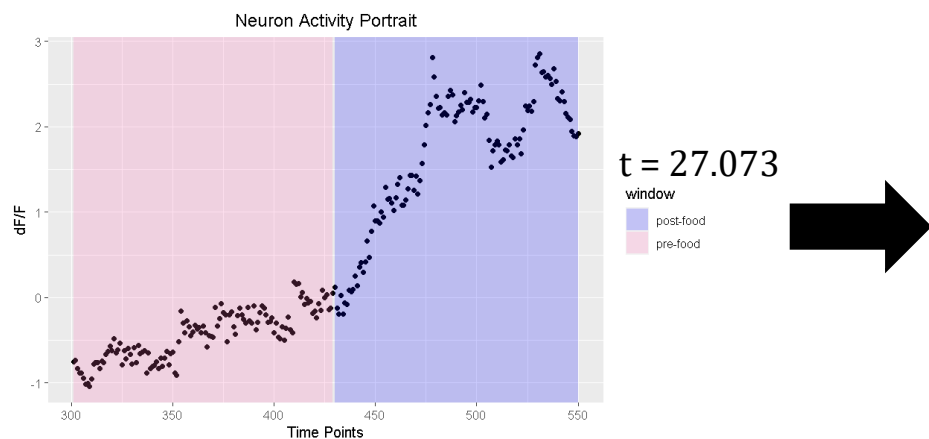 Neuron Activity Portrait
dF/F
3
2
1
0
-1
300
350
400
450
500
550
Time Points
t = 27.073
window
post-food
pre-food